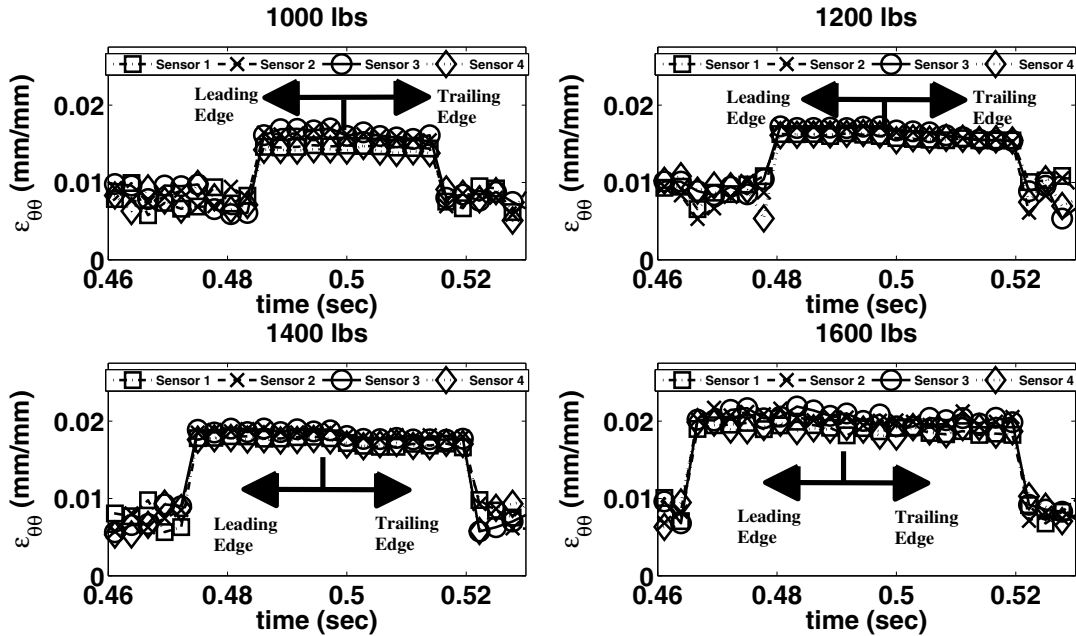 1000 lbs
Sensor 1 Sensor 2 Sensor 3 Sensor 4
Leading
Edge
Trailing
Edge
0.02
0.01
0
ε_θθ (mm/mm)
0.46 0.48 0.5 0.52
time (sec)
1200 lbs
Sensor 1 Sensor 2 Sensor 3 Sensor 4
Leading
Edge
Trailing
Edge
0.02
0.01
0
ε_θθ (mm/mm)
0.46 0.48 0.5 0.52
time (sec)
1400 lbs
Sensor 1 Sensor 2 Sensor 3 Sensor 4
0.02
0.01
0
ε_θθ (mm/mm)
Leading
Edge
Trailing
Edge
0.46 0.48 0.5 0.52
time (sec)
1600 lbs
Sensor 1 Sensor 2 Sensor 3 Sensor 4
0.02
0.01
0
ε_θθ (mm/mm)
Leading
Edge
Trailing
Edge
0.46 0.48 0.5 0.52
time (sec)